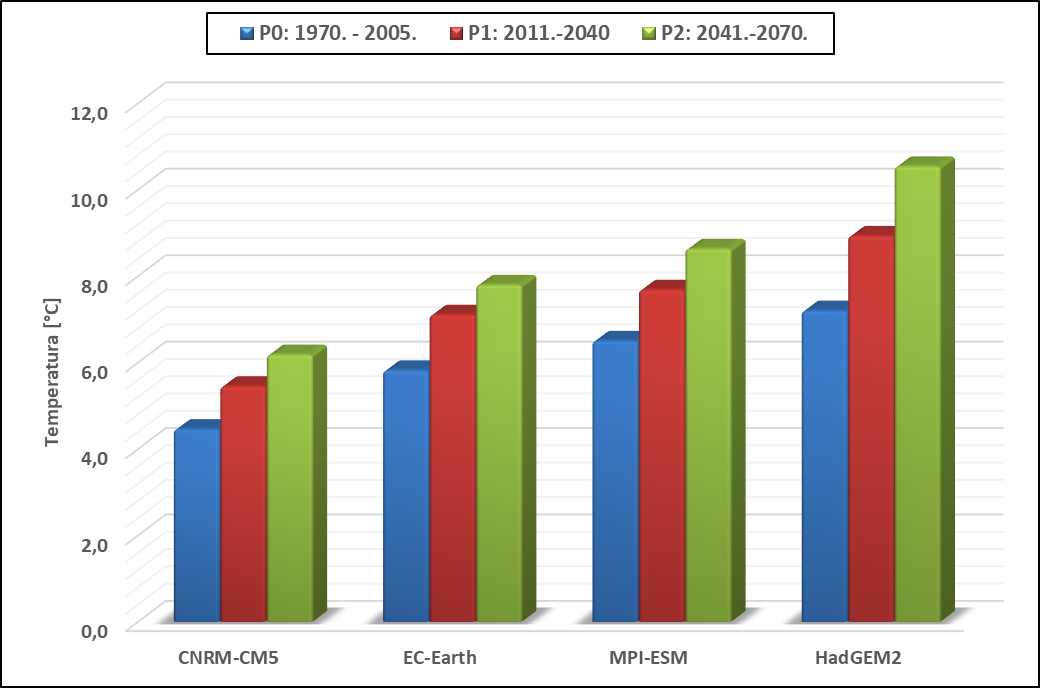 P0: 1970. - 2005. P1: 2011.-2040 P2: 2041.-2070.
12,0
10,0
8,0
6,0
4,0
2,0
0,0
Temperatura [°C]
CNRM-CM5 EC-Earth MPI-ESM HadGEM2